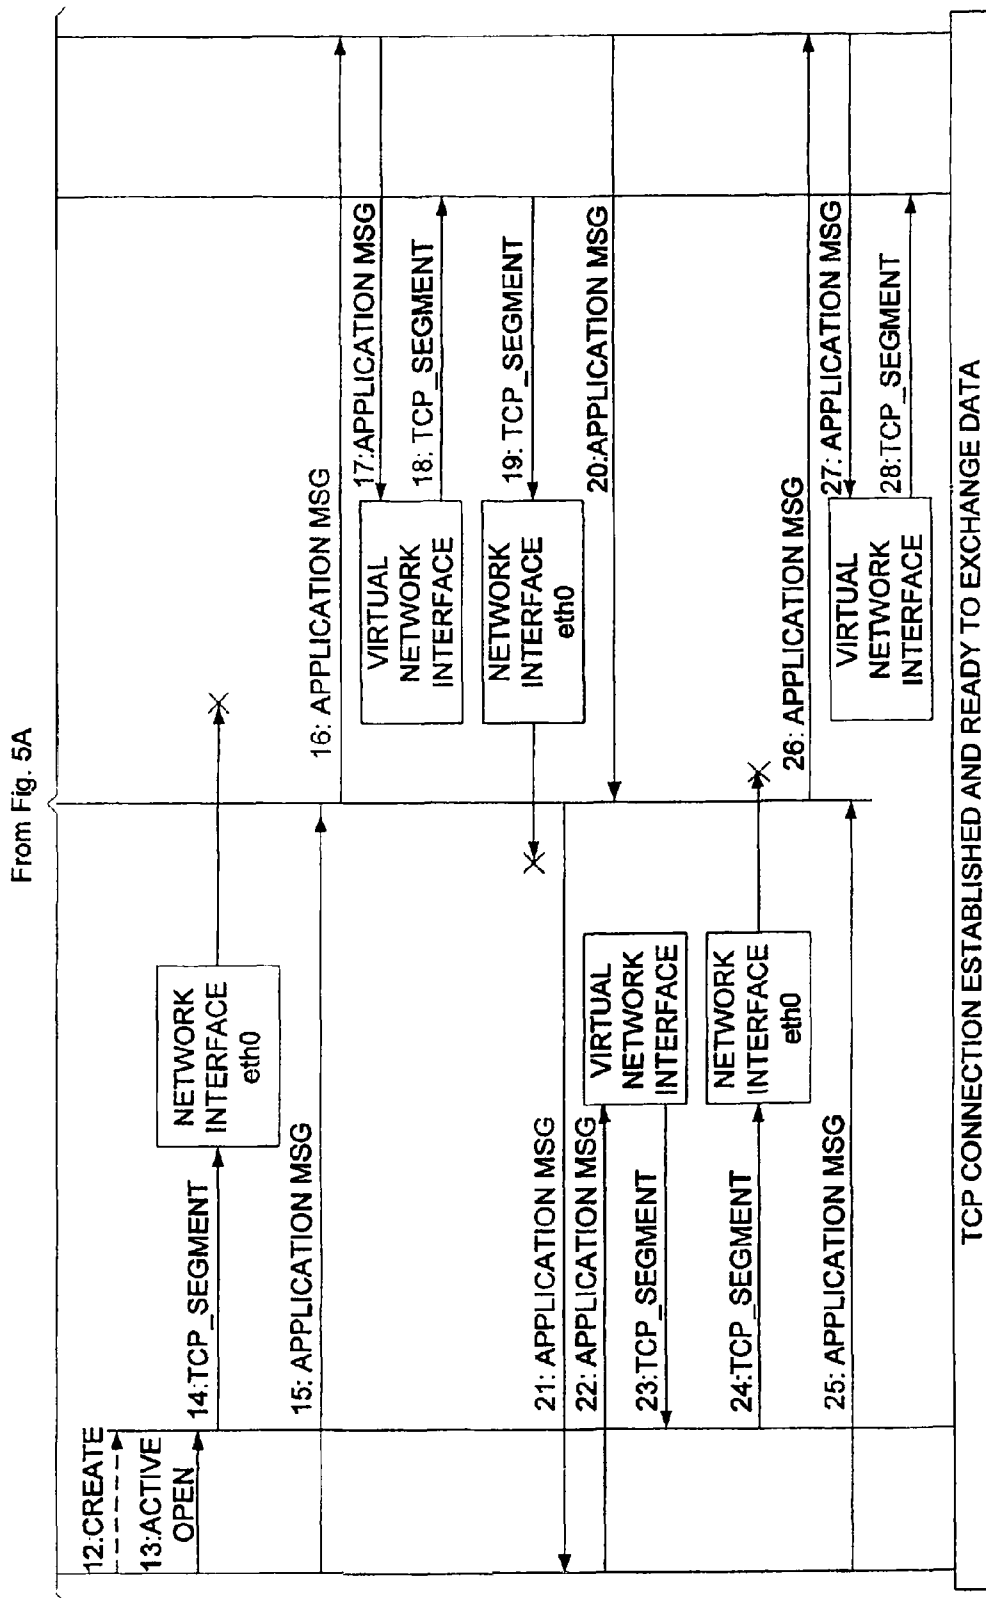 From Fig. 5A
12:CREATE
13:ACTIVE
OPEN
14:TCP_SEGMENT
NETWORK
INTERFACE
eth0
15: APPLICATION MSG
16: APPLICATION MSG
17:APPLICATION MSG
VIRTUAL
NETWORK
INTERFACE
18: TCP_SEGMENT
19: TCP_SEGMENT
NETWORK
INTERFACE
eth0
20:APPLICATION MSG
21: APPLICATION MSG
22: APPLICATION MSG
VIRTUAL
NETWORK
INTERFACE
23:TCP_SEGMENT
24:TCP_SEGMENT
NETWORK
INTERFACE
eth0
25: APPLICATION MSG
26: APPLICATION MSG
27: APPLICATION MSG
VIRTUAL
NETWORK
INTERFACE
28:TCP_SEGMENT
TCP CONNECTION ESTABLISHED AND READY TO EXCHANGE DATA